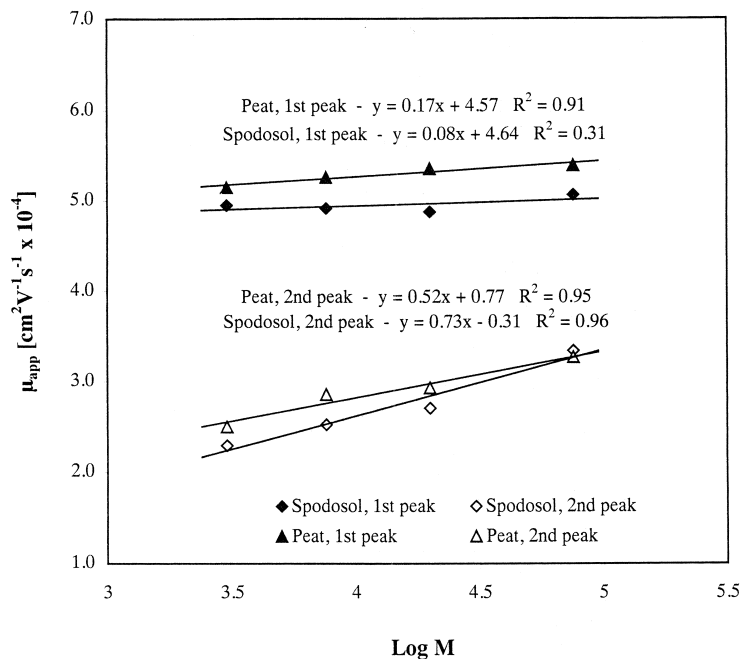 7.0
6.0
5.0
4.0
3.0
2.0
1.0
μapp [cm²V⁻¹s⁻¹ x 10⁻⁴]
Peat, 1st peak - y = 0.17x + 4.57 R² = 0.91
Spodosol, 1st peak - y = 0.08x + 4.64 R² = 0.31
Peat, 2nd peak - y = 0.52x + 0.77 R² = 0.95
Spodosol, 2nd peak - y = 0.73x - 0.31 R² = 0.96
Spodosol, 1st peak Spodosol, 2nd peak
Peat, 1st peak Peat, 2nd peak
3 3.5 4 4.5 5 5.5
Log M